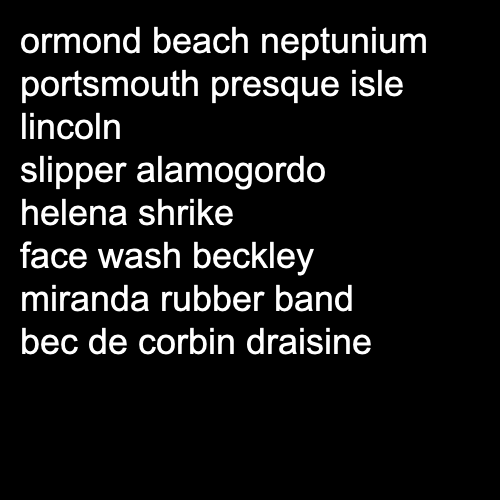 ormond beach neptunium
portsmouth presque isle
lincoln
slipper alamogordo
helena shrike
face wash beckley
miranda rubber band
bec de corbin draisine